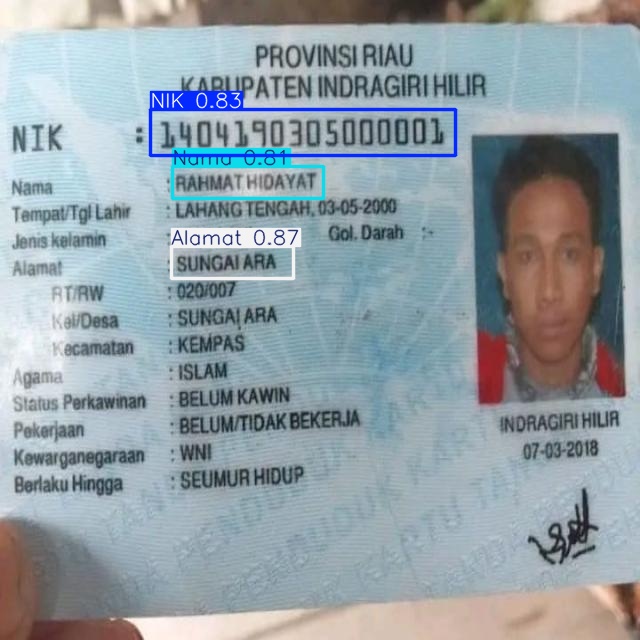 PROVINSI RIAU
KABUPATEN INDRAGIRI HILIR
NIK 0.83
NIK : 1404190305000001
Nama 0.81
Nama : RAHMAT HIDAYAT
Tempat/Tgl Lahir : LAHANG TENGAH, 03-05-2000
Jenis kelamin Gol. Darah :-
Alamat 0.87
Alamat : SUNGAI ARA
RT/RW : 020/007
Kel/Desa : SUNGAI ARA
Kecamatan : KEMPAS
Agama : ISLAM
Status Perkawinan : BELUM KAWIN
Pekerjaan : BELUM/TIDAK BEKERJA
Kewarganegaraan : WNI
Berlaku Hingga : SEUMUR HIDUP
INDRAGIRI HILIR
07-03-2018